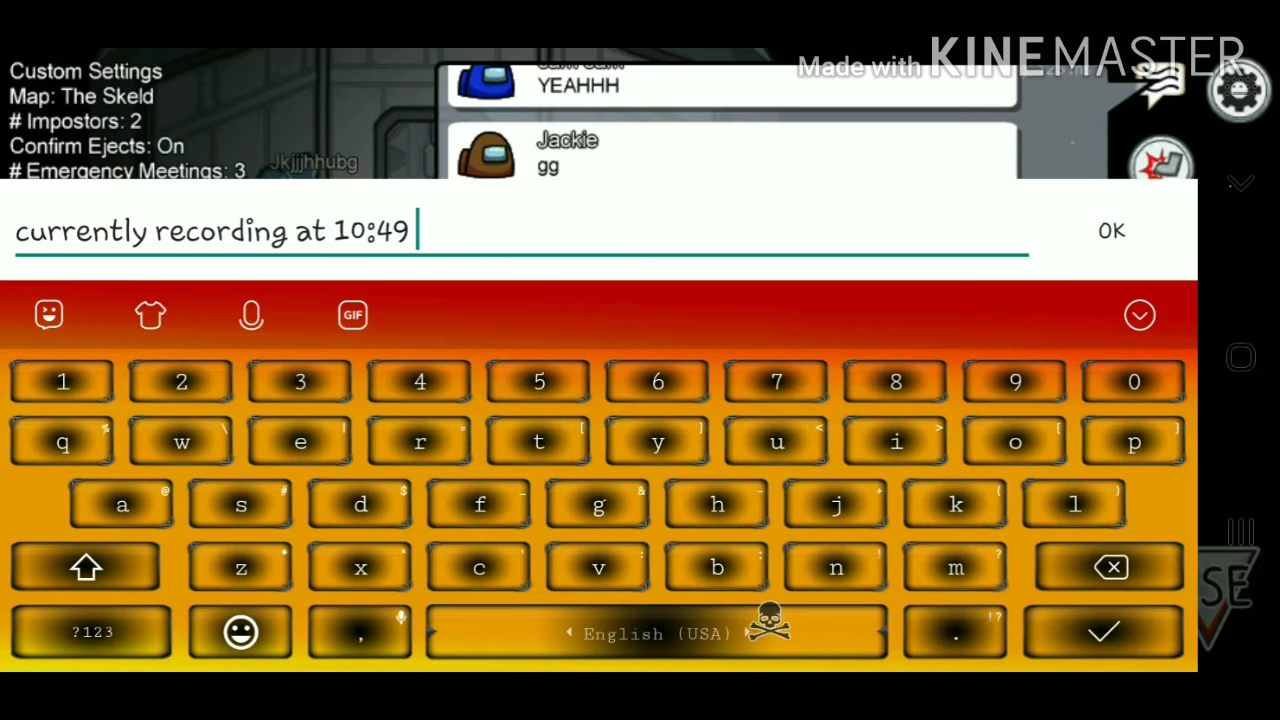 Made with KINEMASTER
Custom Settings
Map: The Skeld
# Impostors: 2
Confirm Ejects: On
# Emergency Meetings: 3
Jkjjjhhubg
YEAHHH
Jackie
gg
currently recording at 10:49
OK
GIF
1 2 3 4 5 6 7 8 9 0
q w e r t y u i o p
a s d f g h j k l
z x c v b n m
?123 , English (USA) . !?